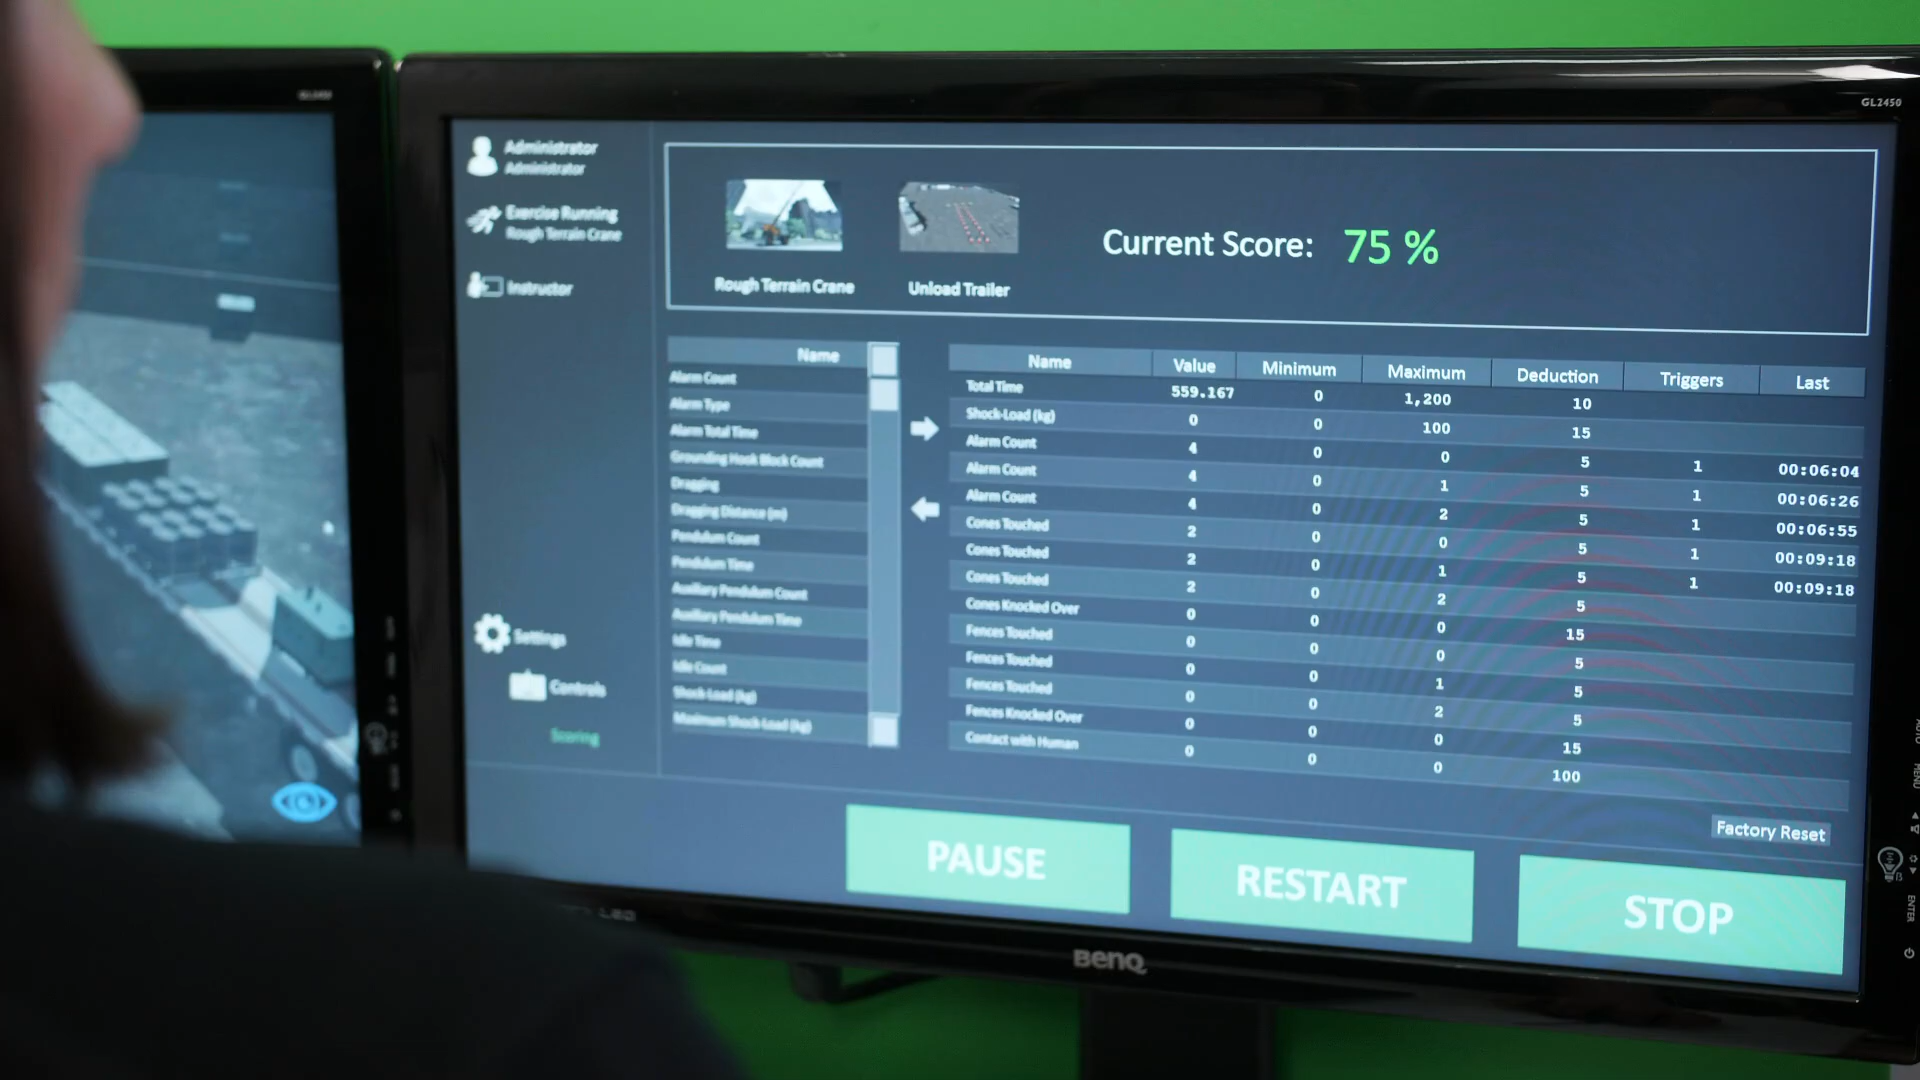 GL2450
Administrator
Administrator
Exercise Running
Rough Terrain Crane
Instructor
Rough Terrain Crane
Unload Trailer
Current Score: 75 %
Name
Alarm Count
Alarm Type
Alarm Total Time
Grounding Hook Block Count
Dragging
Dragging Distance (m)
Pendulum Count
Pendulum Time
Auxiliary Pendulum Count
Auxiliary Pendulum Time
Idle Time
Idle Count
Shock-Load (kg)
Maximum Shock-Load (kg)
Name Value Minimum Maximum Deduction Triggers Last
Total Time 559.167 0 1,200 10
Shock-Load (kg) 0 0 100 15
Alarm Count 4 0 0 5 1 00:06:04
Alarm Count 4 0 1 5 1 00:06:26
Alarm Count 4 0 2 5 1 00:06:55
Cones Touched 2 0 0 5 1 00:09:18
Cones Touched 2 0 1 5 1 00:09:18
Cones Touched 2 0 2 5
Cones Knocked Over 0 0 0 15
Fences Touched 0 0 0 5
Fences Touched 0 0 1 5
Fences Touched 0 0 2 5
Fences Knocked Over 0 0 0 15
Contact with Human 0 0 0 100
Settings
Controls
Scoring
Factory Reset
PAUSE
RESTART
STOP
BenQ
AUTO
MENU
ENTER